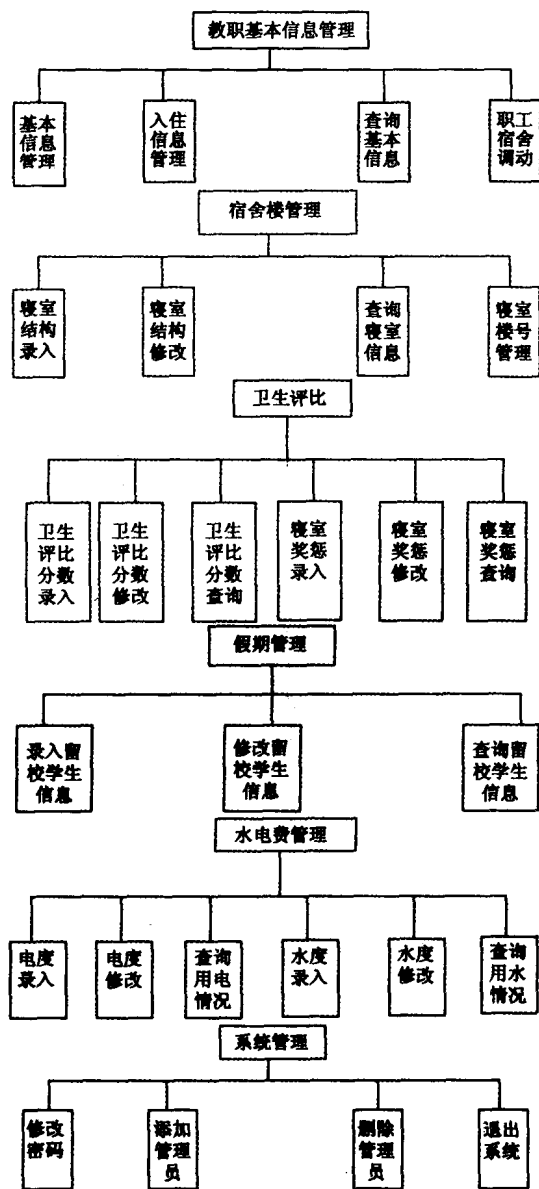 教职基本信息管理
基本
信息
管理
入住
信息
管理
查询
基本
信息
职工
宿舍
调动
宿舍楼管理
寝室
结构
录入
寝室
结构
修改
查询
寝室
信息
寝室
楼号
管理
卫生评比
卫生
评比
分数
录入
卫生
评比
分数
修改
卫生
评比
分数
查询
寝室
奖惩
录入
寝室
奖惩
修改
寝室
奖惩
查询
假期管理
录入留
校学生
信息
修改留
校学生
信息
查询留
校学生
信息
水电费管理
电度
录入
电度
修改
查询
用电
情况
水度
录入
水度
修改
查询
用水
情况
系统管理
修改
密码
添加
管理
员
删除
管理
员
退出
系统